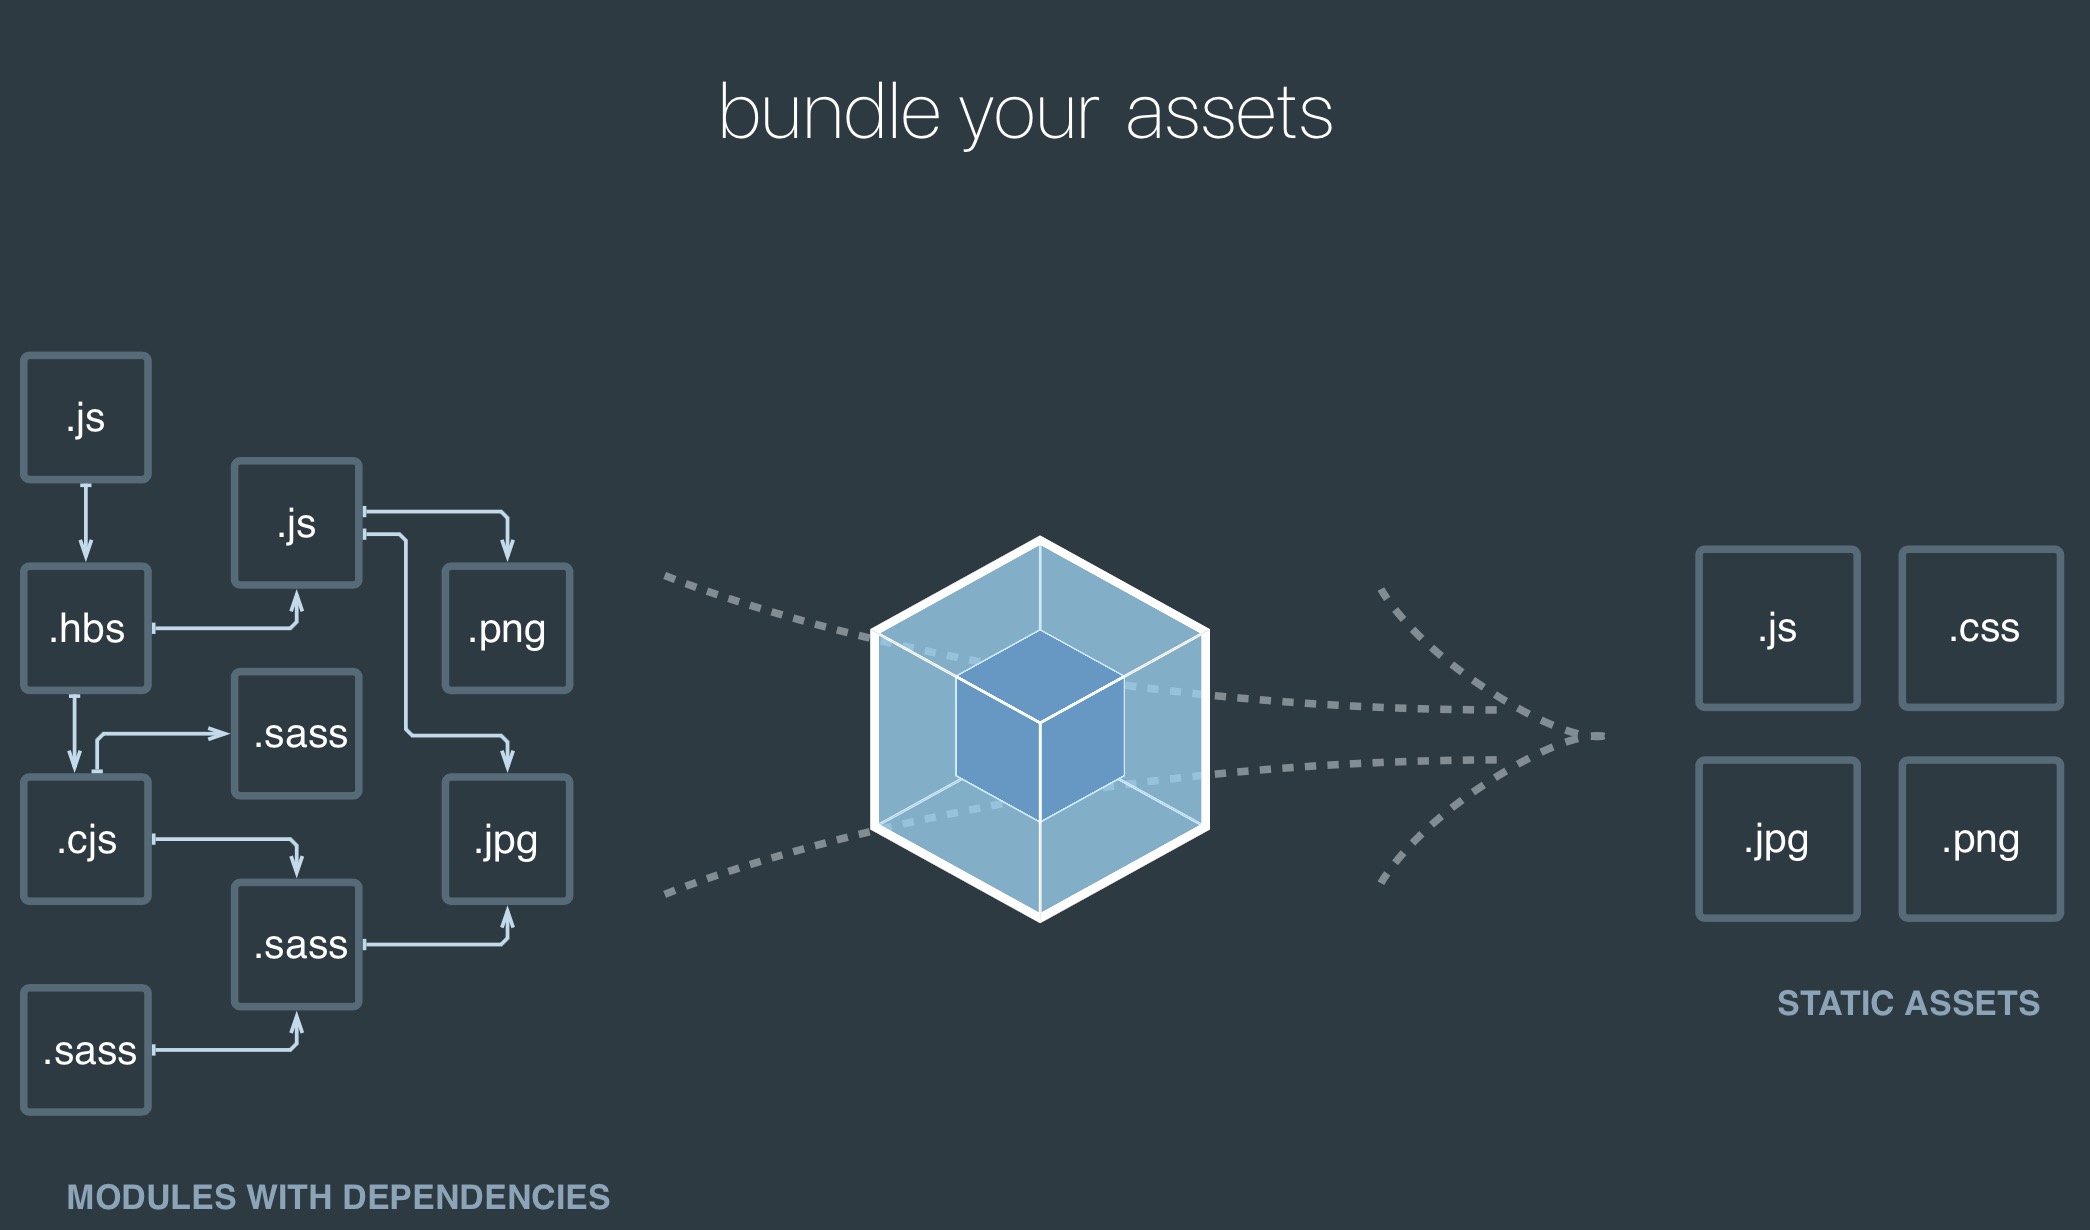 bundle your assets
.js
.js
.hbs
.png
.sass
.cjs
.jpg
.sass
.sass
MODULES WITH DEPENDENCIES
.js
.css
.jpg
.png
STATIC ASSETS